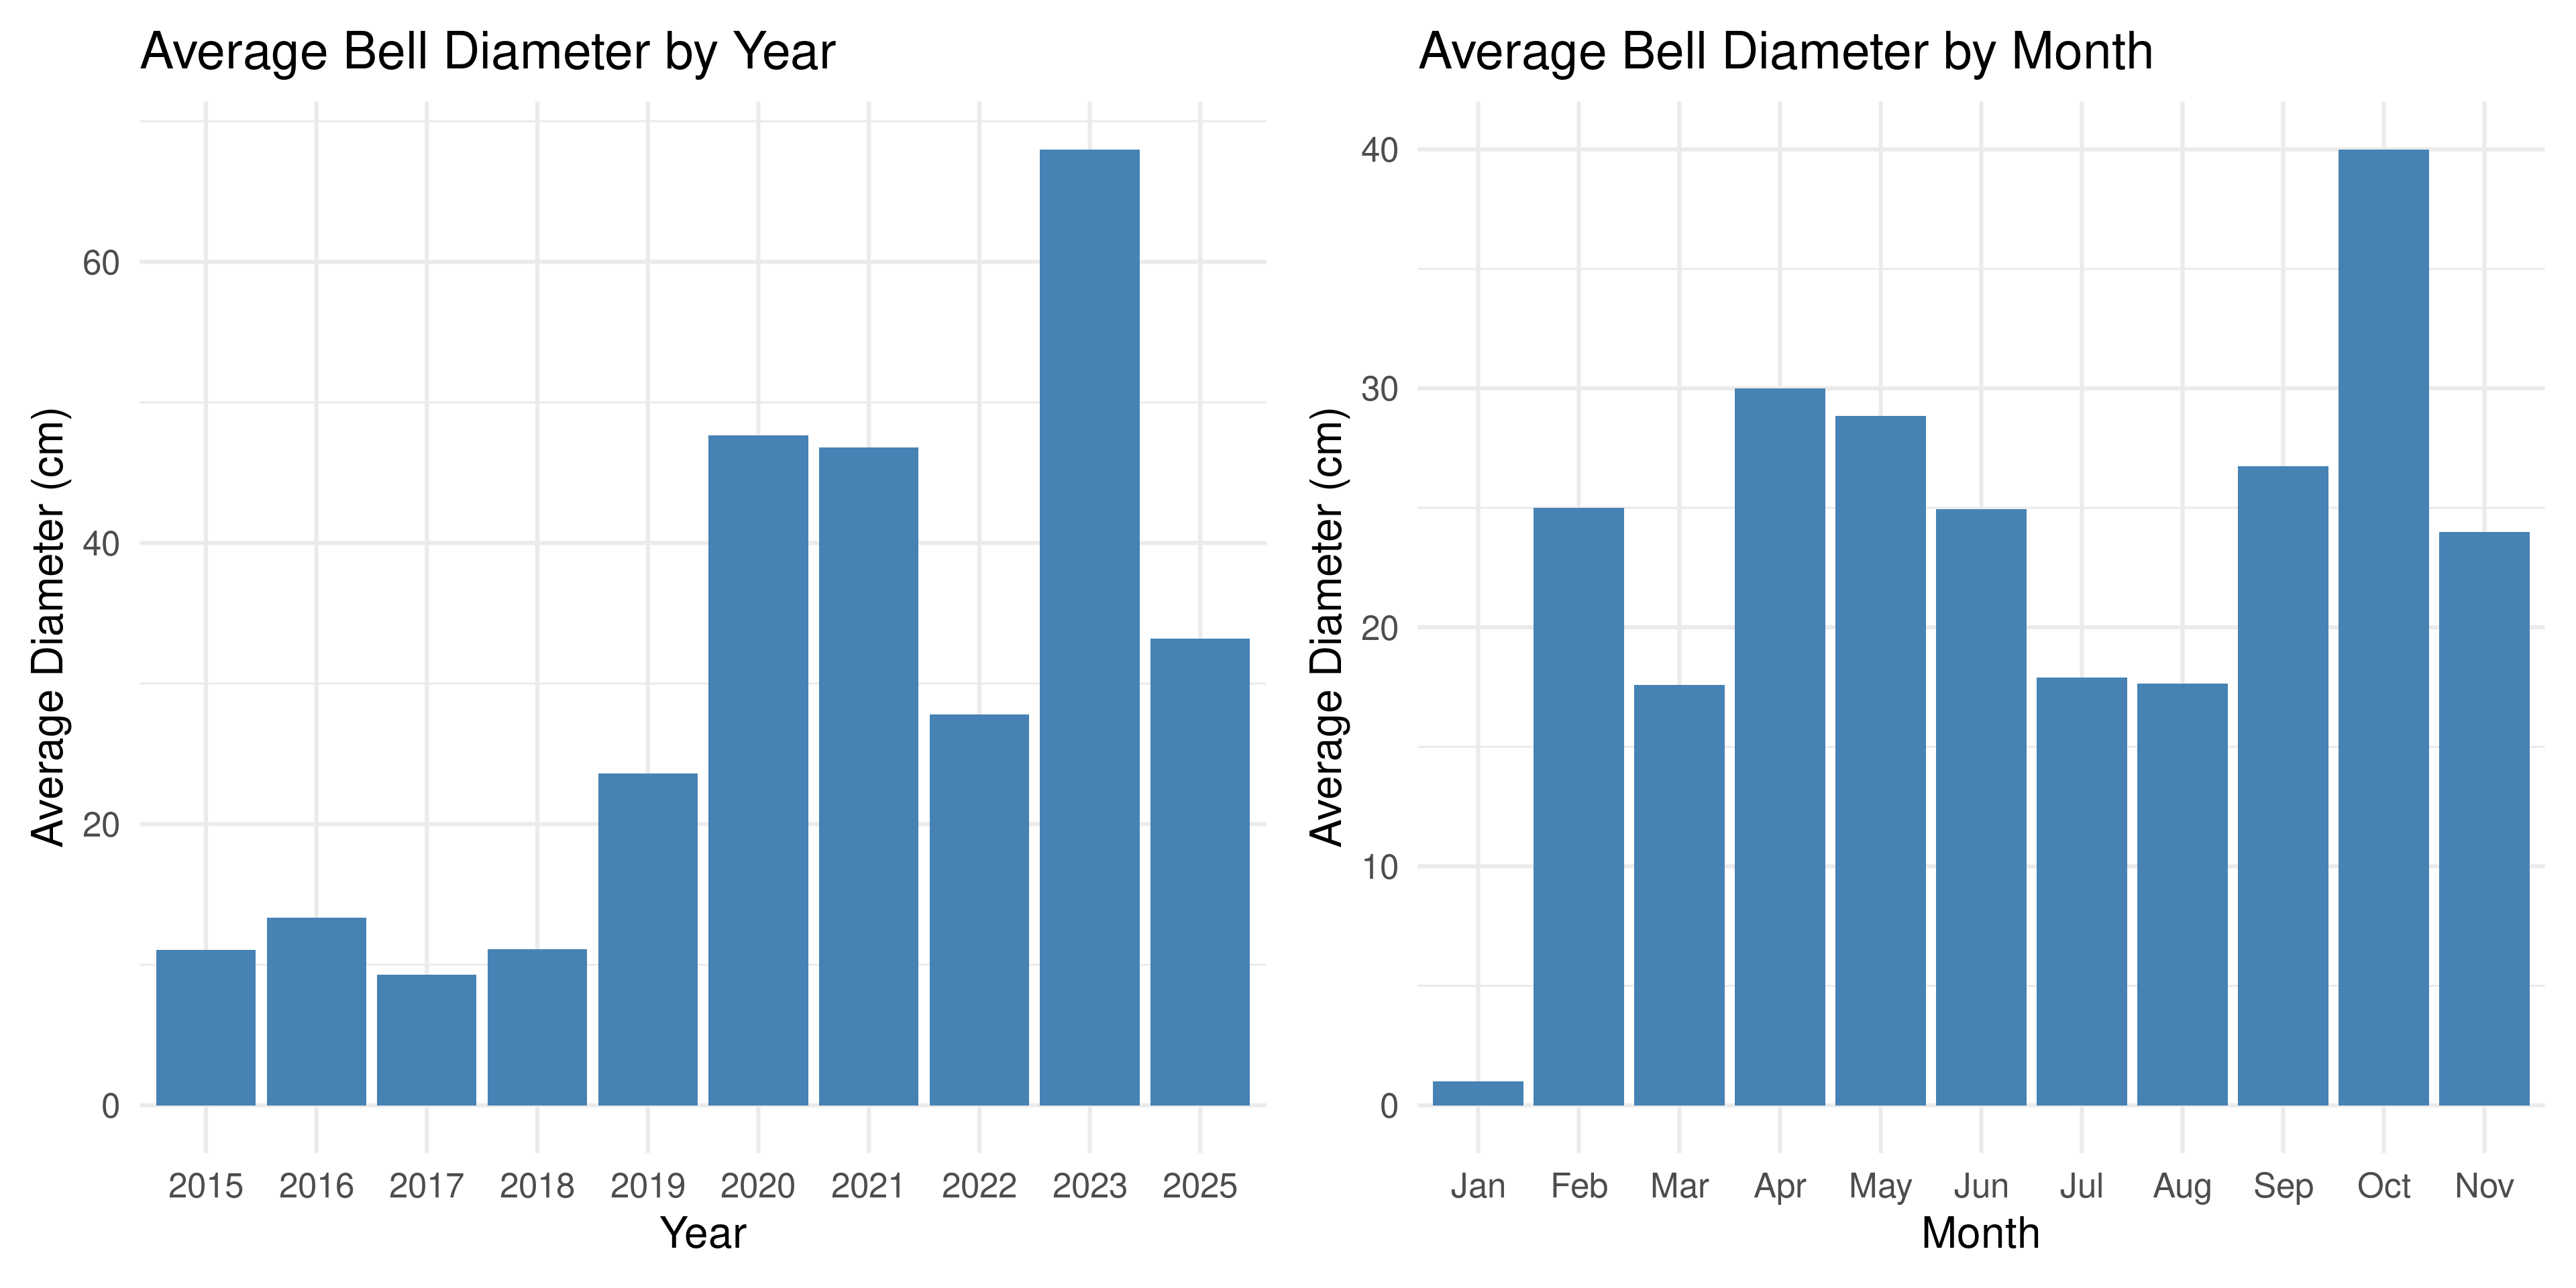 Average Bell Diameter by Year
Average Diameter (cm)
60
40
20
0
2015 2016 2017 2018 2019 2020 2021 2022 2023 2025
Year
Average Bell Diameter by Month
Average Diameter (cm)
40
30
20
10
0
Jan Feb Mar Apr May Jun Jul Aug Sep Oct Nov
Month